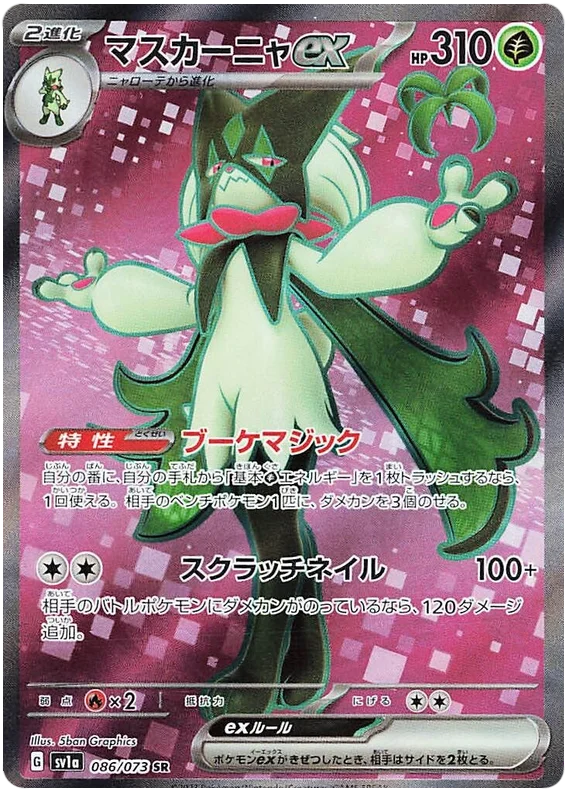 2進化
マスカーニャex HP310
ニャローテから進化
特性 とくせい ブーケマジック
自分の番に、自分の手札から「基本エネルギー」を1枚トラッシュするなら、
1回使える。相手のベンチポケモン1匹に、ダメカンを3個のせる。
スクラッチネイル 100+
相手のバトルポケモンにダメカンがのっているなら、120ダメージ
追加。
弱点 ×2 抵抗力 にげる
exルール
ポケモンexがきぜつしたとき、相手はサイドを2枚とる。
Illus. 5ban Graphics
G sv1a 086/073 SR